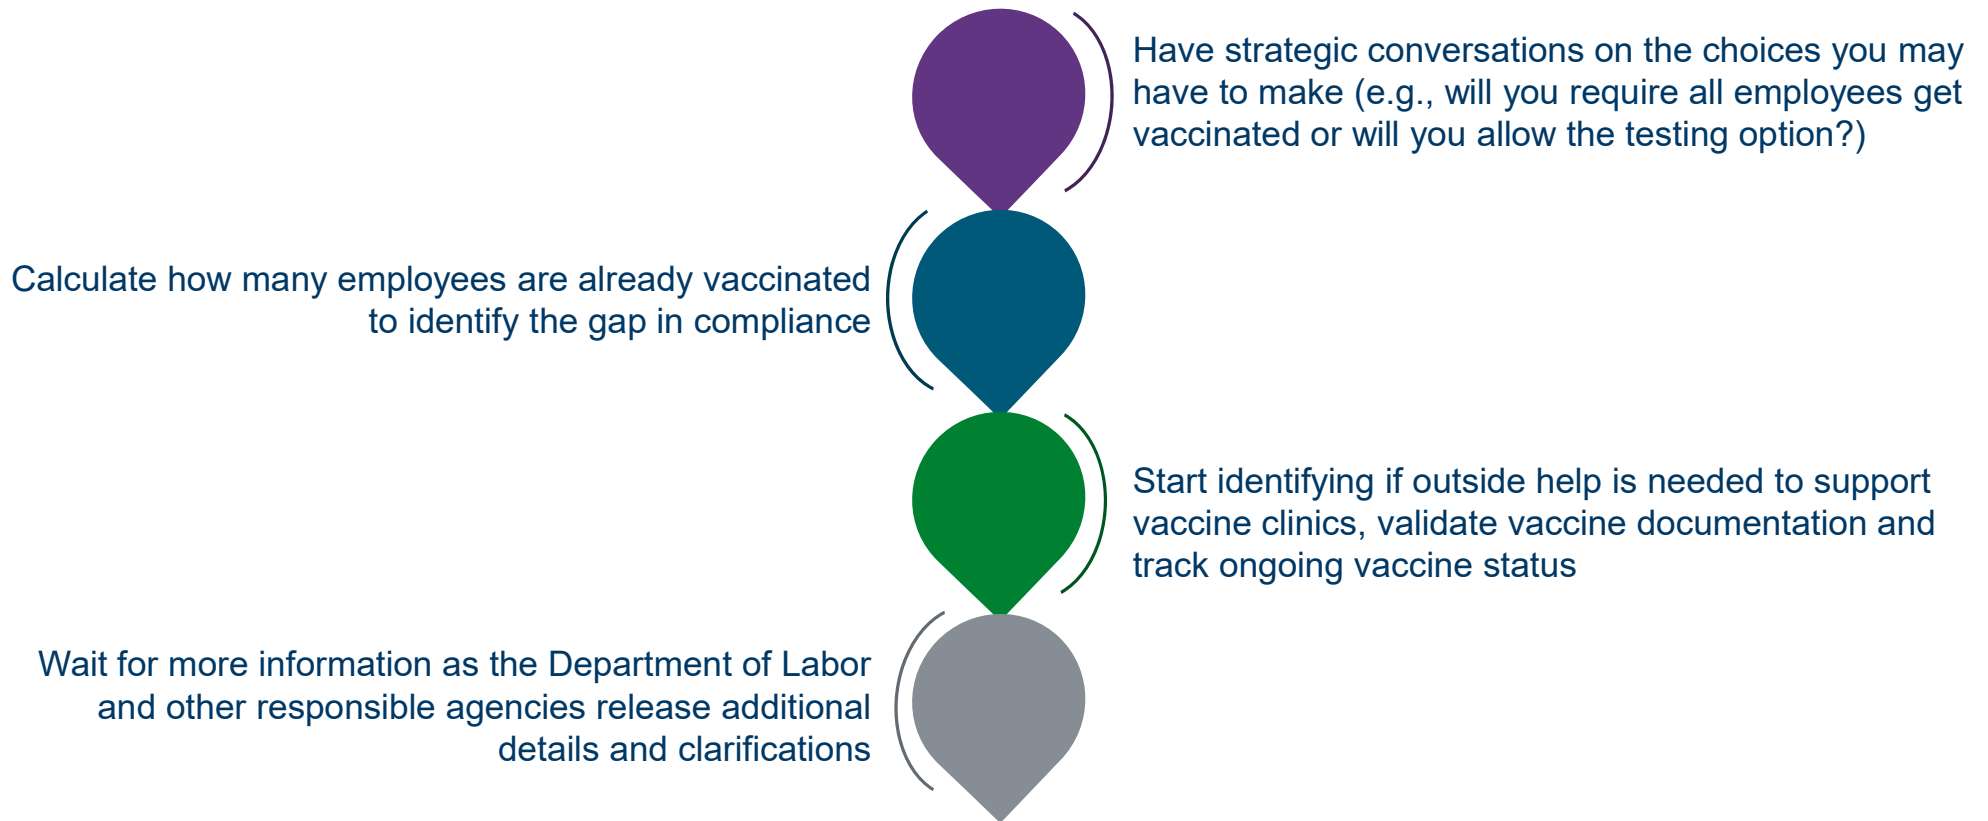 Have strategic conversations on the choices you may
have to make (e.g., will you require all employees get
vaccinated or will you allow the testing option?)
Calculate how many employees are already vaccinated
to identify the gap in compliance
Start identifying if outside help is needed to support
vaccine clinics, validate vaccine documentation and
track ongoing vaccine status
Wait for more information as the Department of Labor
and other responsible agencies release additional
details and clarifications